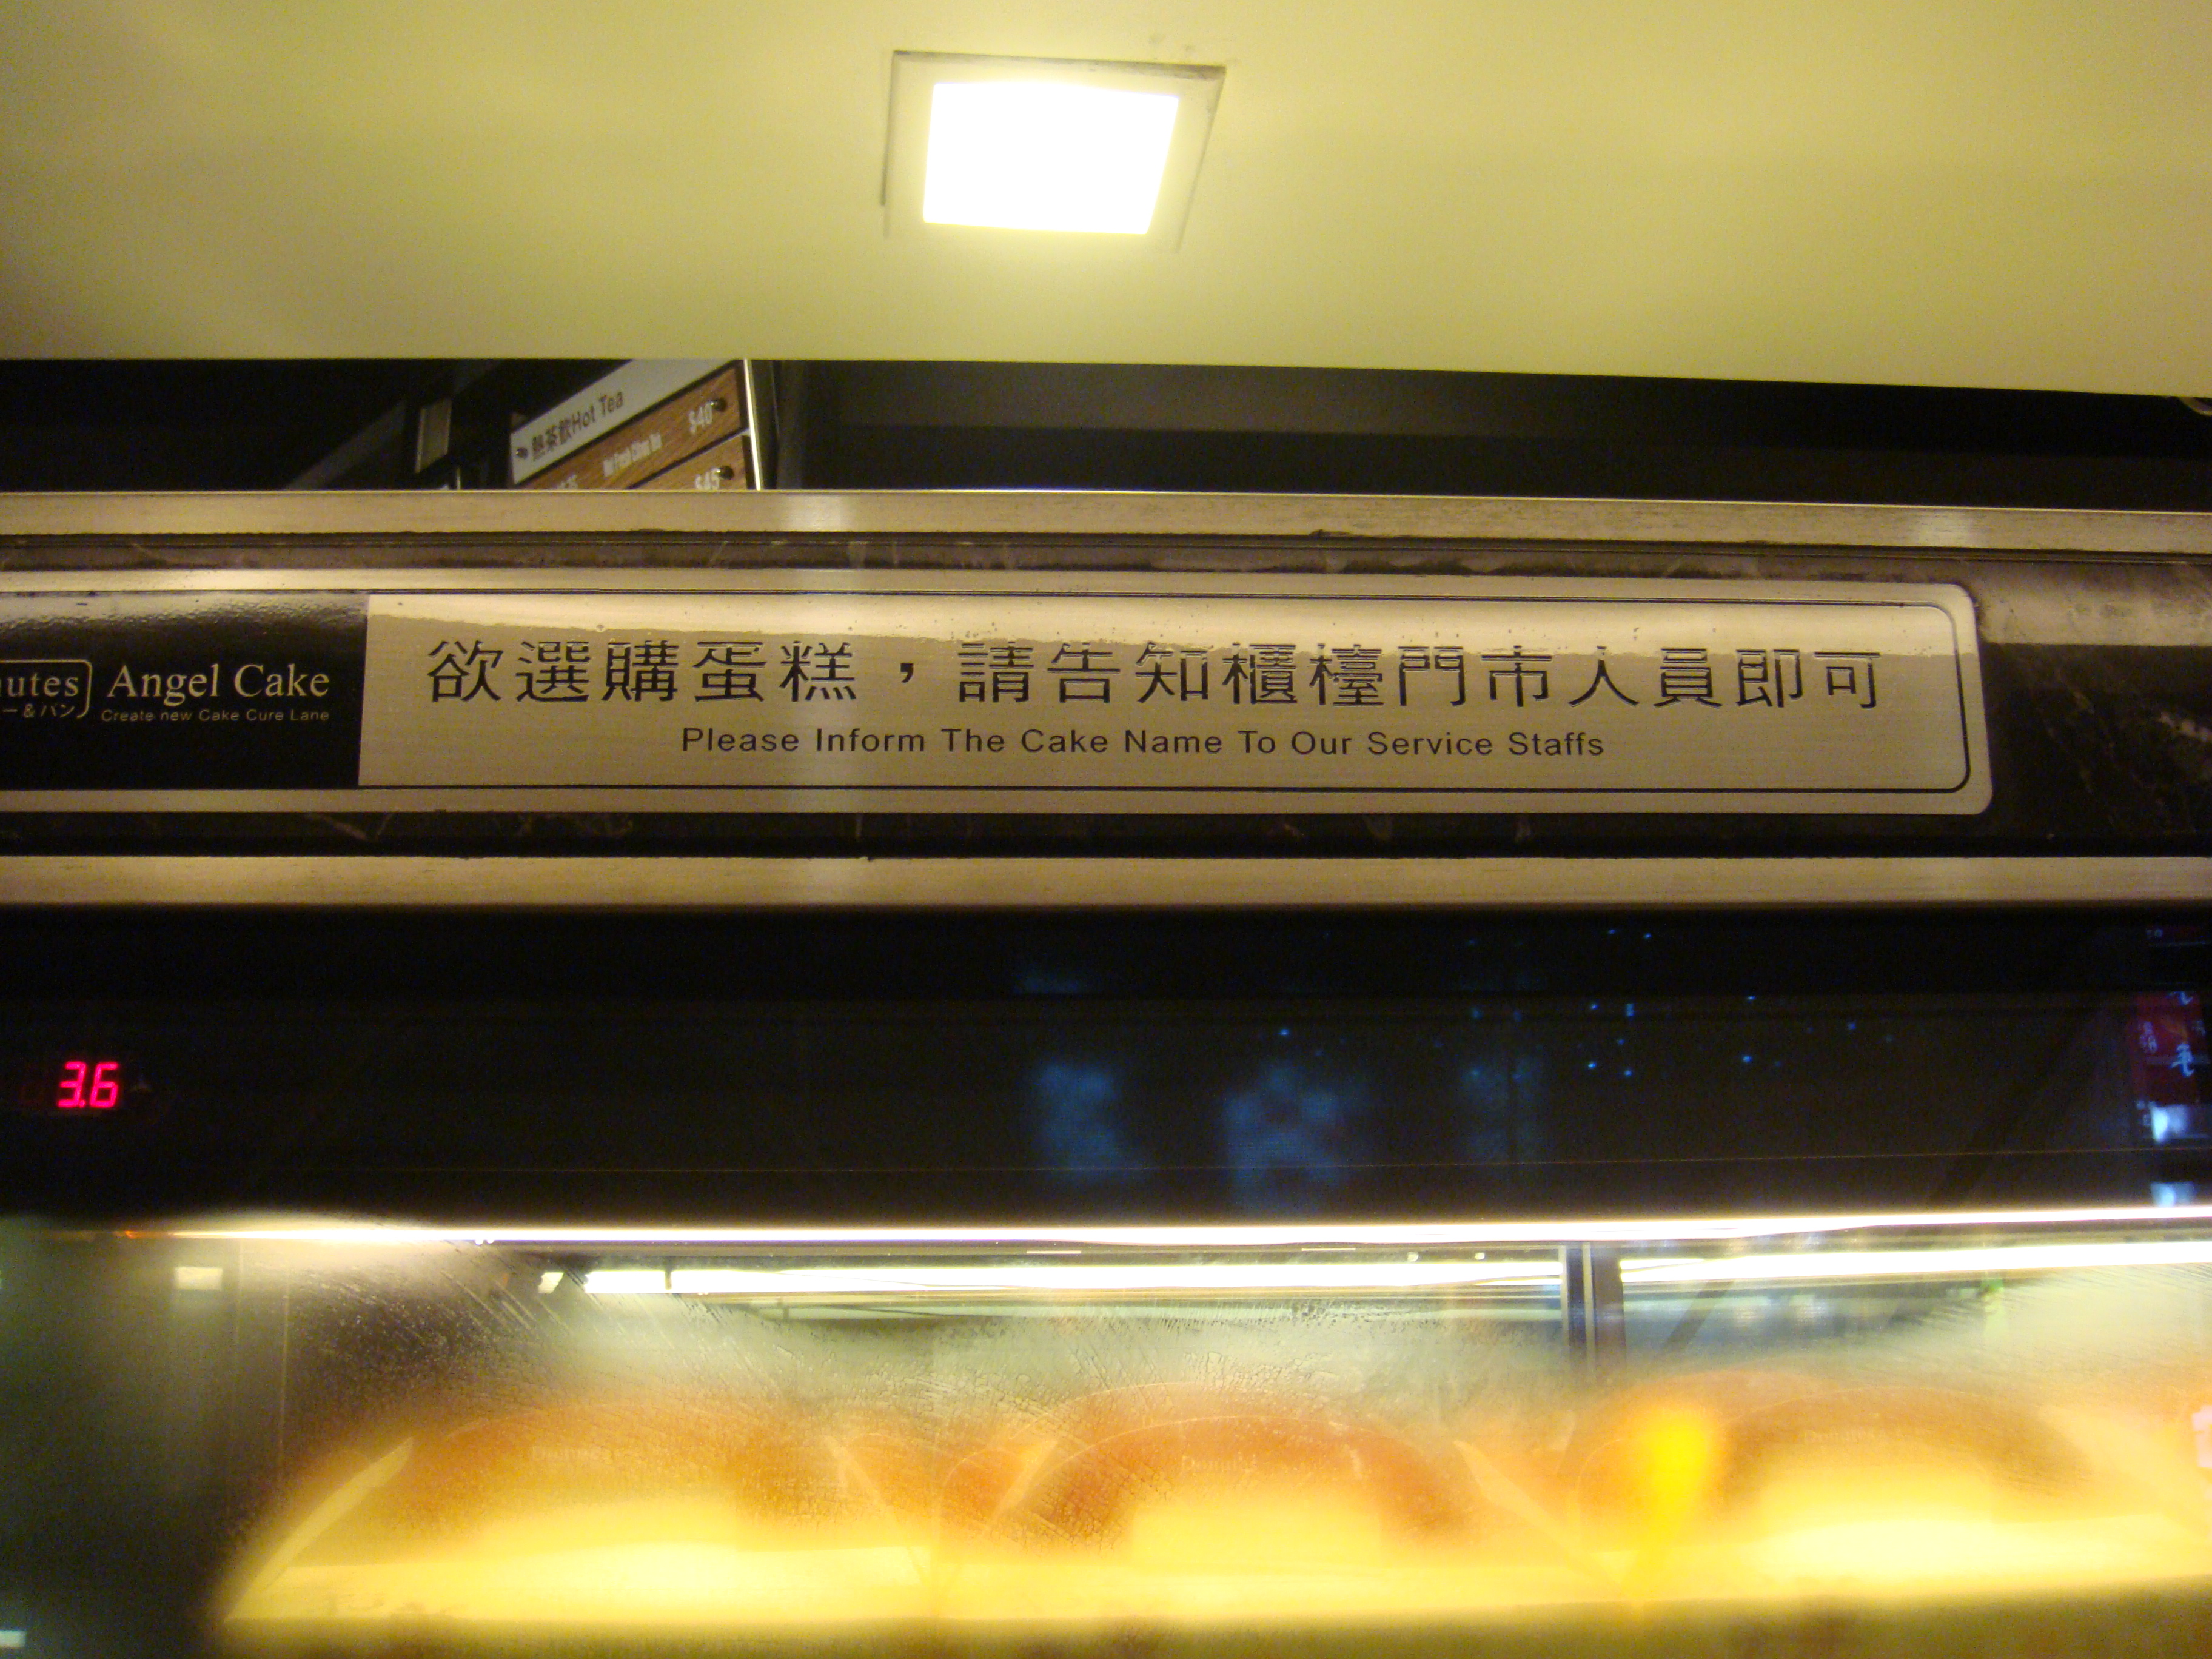 熱茶飲Hot Tea
$40
$45
Angel Cake
Create new Cake Cure Lane
欲選購蛋糕，請告知櫃檯門市人員即可
Please Inform The Cake Name To Our Service Staffs
3.6